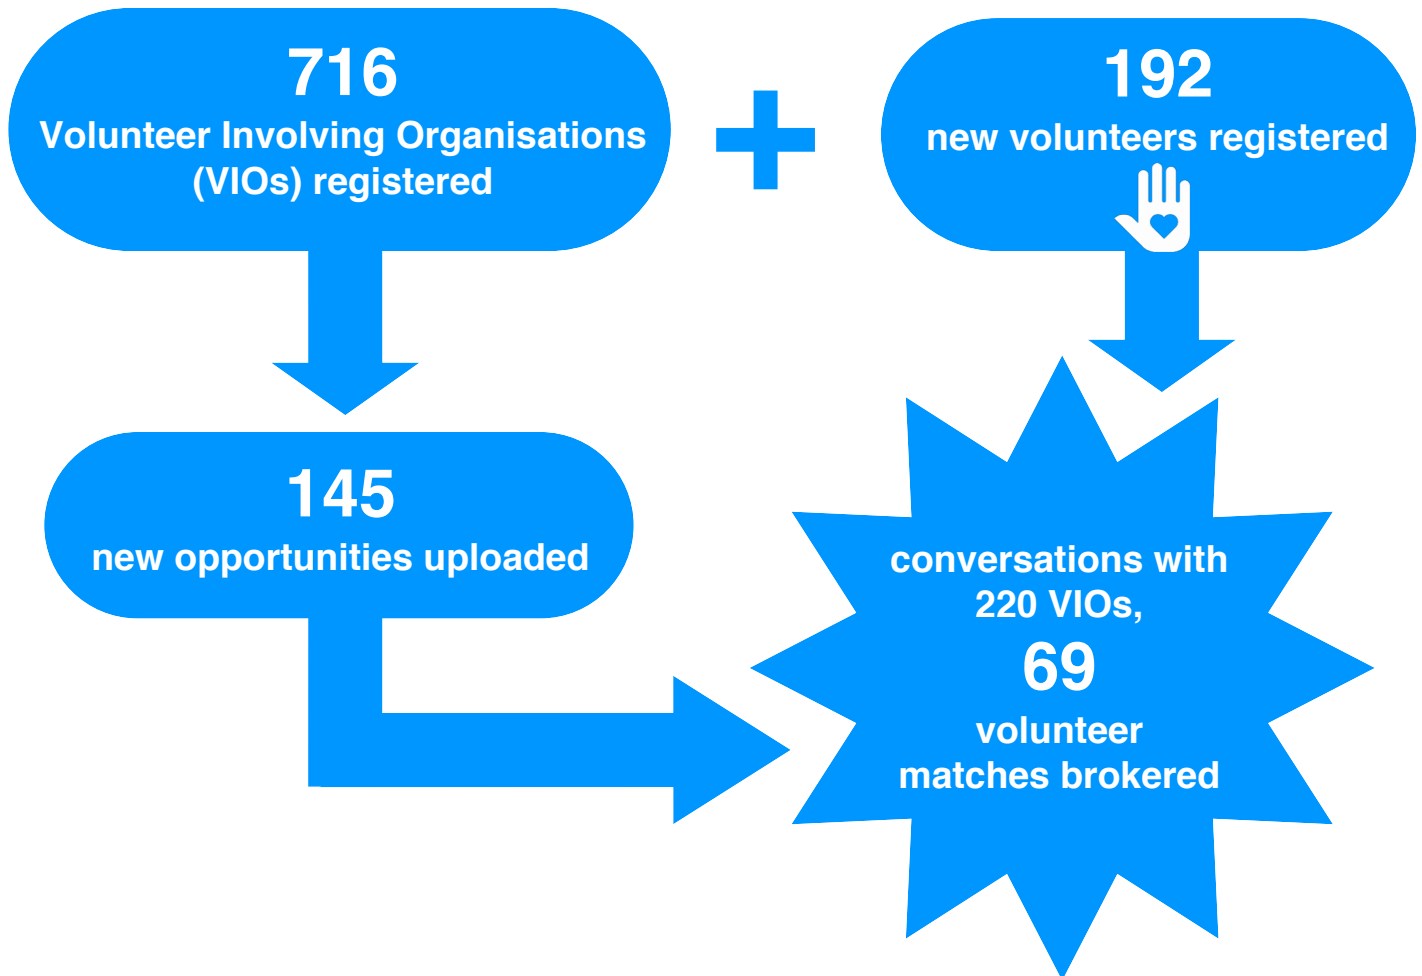 716
Volunteer Involving Organisations
(VIOs) registered
192
new volunteers registered
145
new opportunities uploaded
conversations with
220 VIOs,
69
volunteer
matches brokered